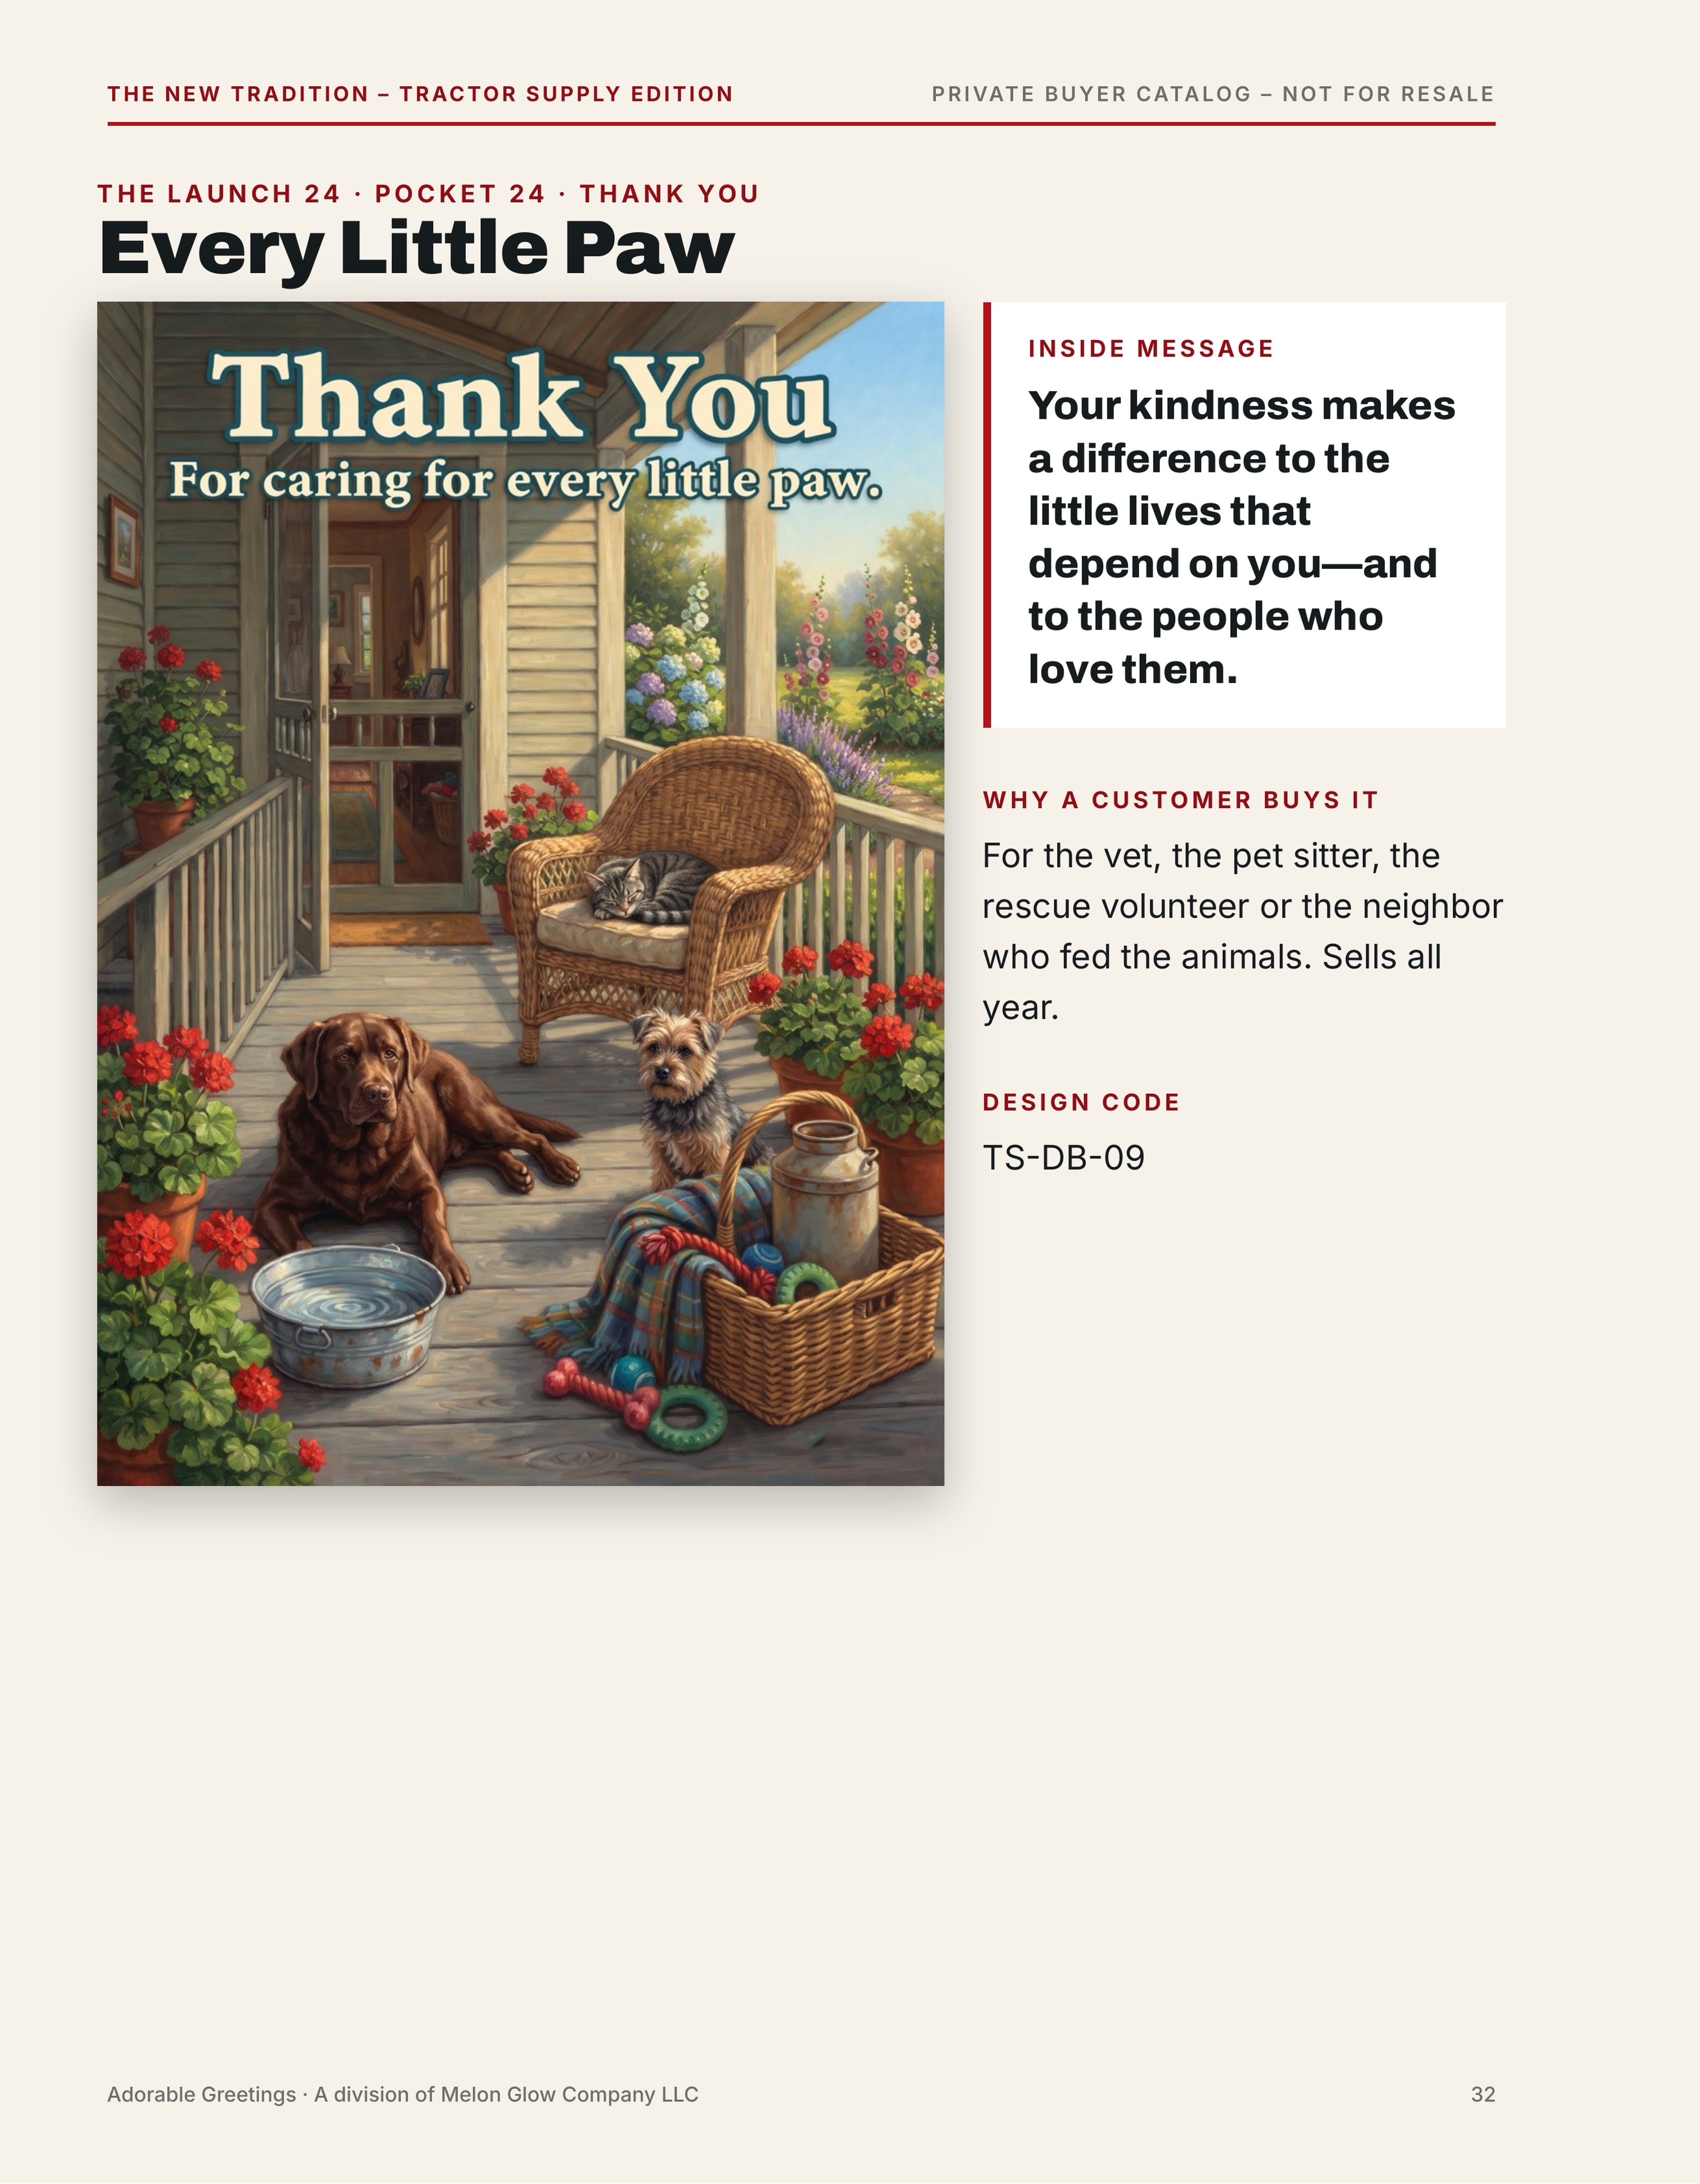 THE NEW TRADITION – TRACTOR SUPPLY EDITION
PRIVATE BUYER CATALOG – NOT FOR RESALE
THE LAUNCH 24 · POCKET 24 · THANK YOU
Every Little Paw
Thank You
For caring for every little paw.
INSIDE MESSAGE
Your kindness makes
a difference to the
little lives that
depend on you—and
to the people who
love them.
WHY A CUSTOMER BUYS IT
For the vet, the pet sitter, the
rescue volunteer or the neighbor
who fed the animals. Sells all
year.
DESIGN CODE
TS-DB-09
Adorable Greetings · A division of Melon Glow Company LLC
32